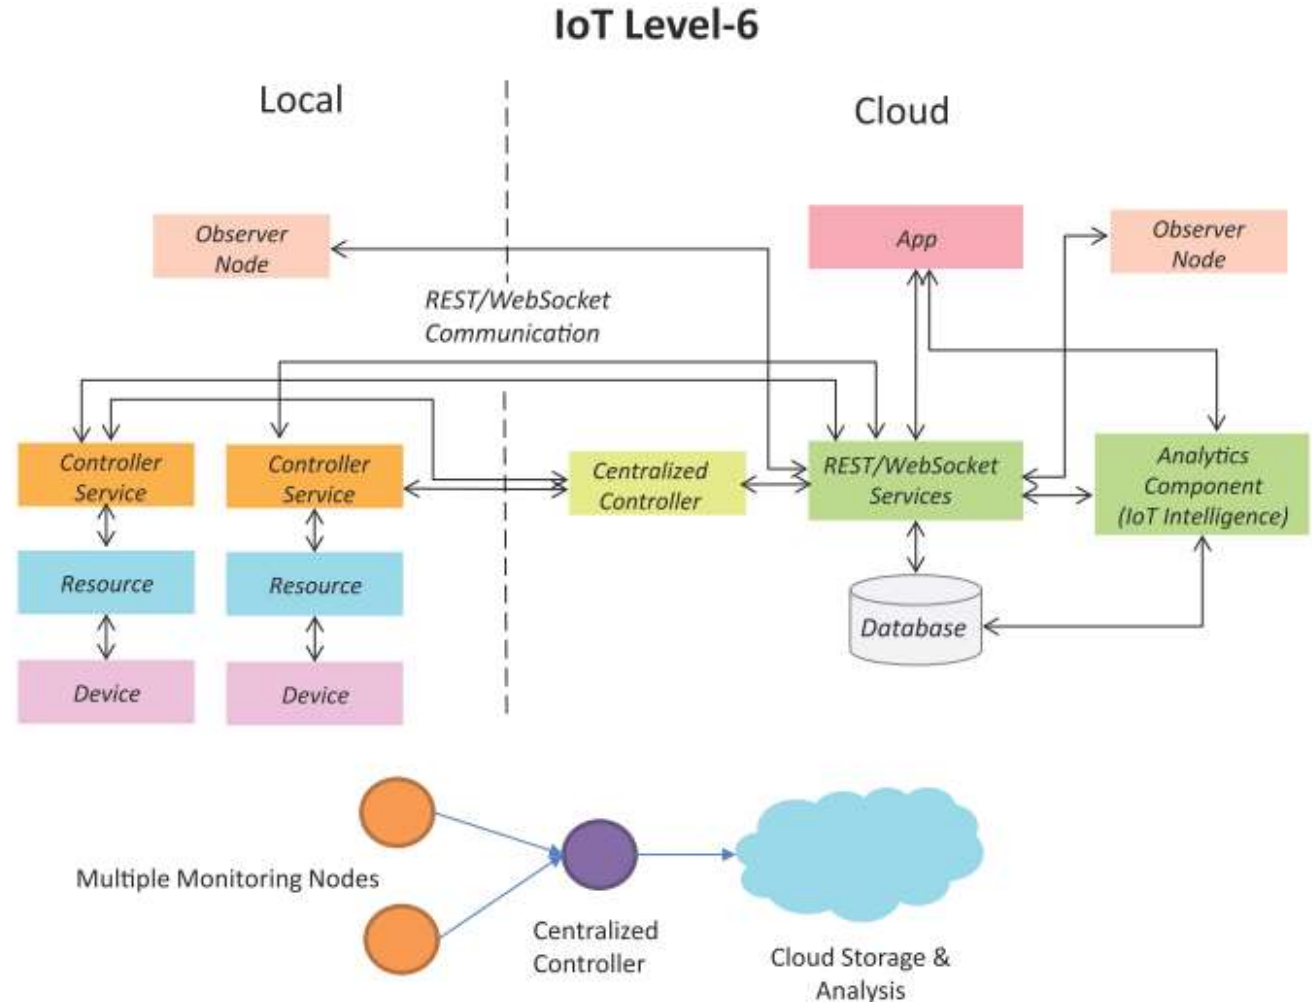 IoT Level-6
Local
Cloud
Observer
Node
App
Observer
Node
REST/WebSocket
Communication
Controller
Service
Controller
Service
Centralized
Controller
REST/WebSocket
Services
Analytics
Component
(IoT Intelligence)
Resource
Resource
Database
Device
Device
Multiple Monitoring Nodes
Centralized
Controller
Cloud Storage &
Analysis